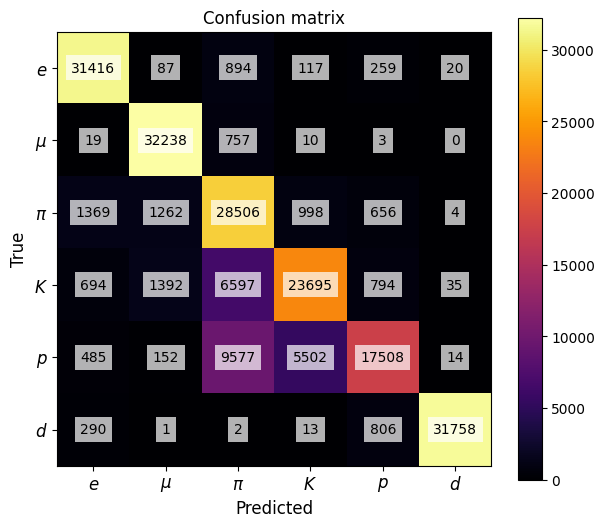 Confusion matrix
e 31416 87 894 117 259 20
μ 19 32238 757 10 3 0
π 1369 1262 28506 998 656 4
K 694 1392 6597 23695 794 35
p 485 152 9577 5502 17508 14
d 290 1 2 13 806 31758
e μ π K p d
True
Predicted
30000
25000
20000
15000
10000
5000
0